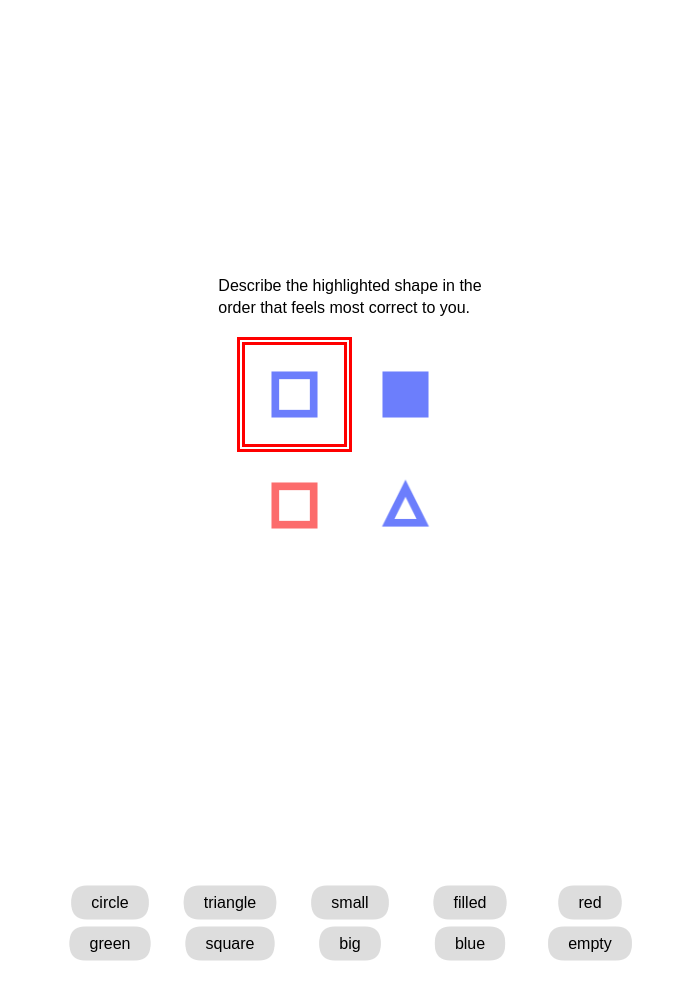 Describe the highlighted shape in the
order that feels most correct to you.
circle triangle small filled red
green square big blue empty